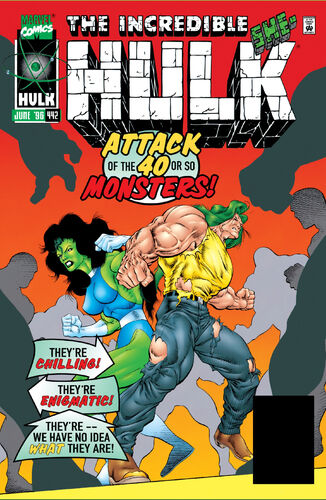 MARVEL
COMICS
THE INCREDIBLE
SHE-
HULK
HULK
JUNE '96 442
ATTACK
OF THE 40 OR SO
MONSTERS!
THEY'RE
CHILLING!
THEY'RE
ENIGMATIC!
THEY'RE --
WE HAVE NO IDEA
WHAT THEY ARE!